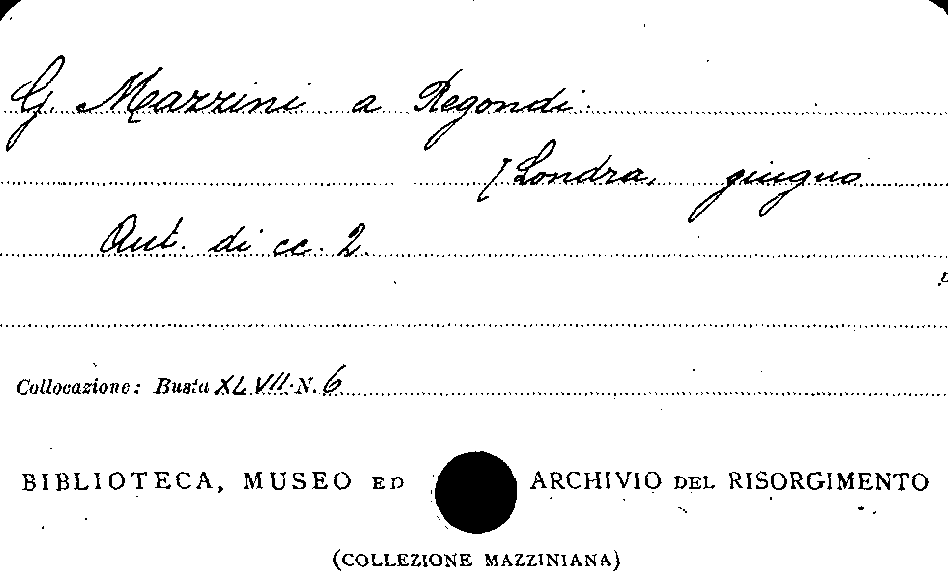 G. Mazzini a Regondi.
[Londra, giugno
Aut. di cc. 2.
Collocazione: Busta XLVII. N. 6
BIBLIOTECA, MUSEO ED ARCHIVIO DEL RISORGIMENTO
(COLLEZIONE MAZZINIANA)